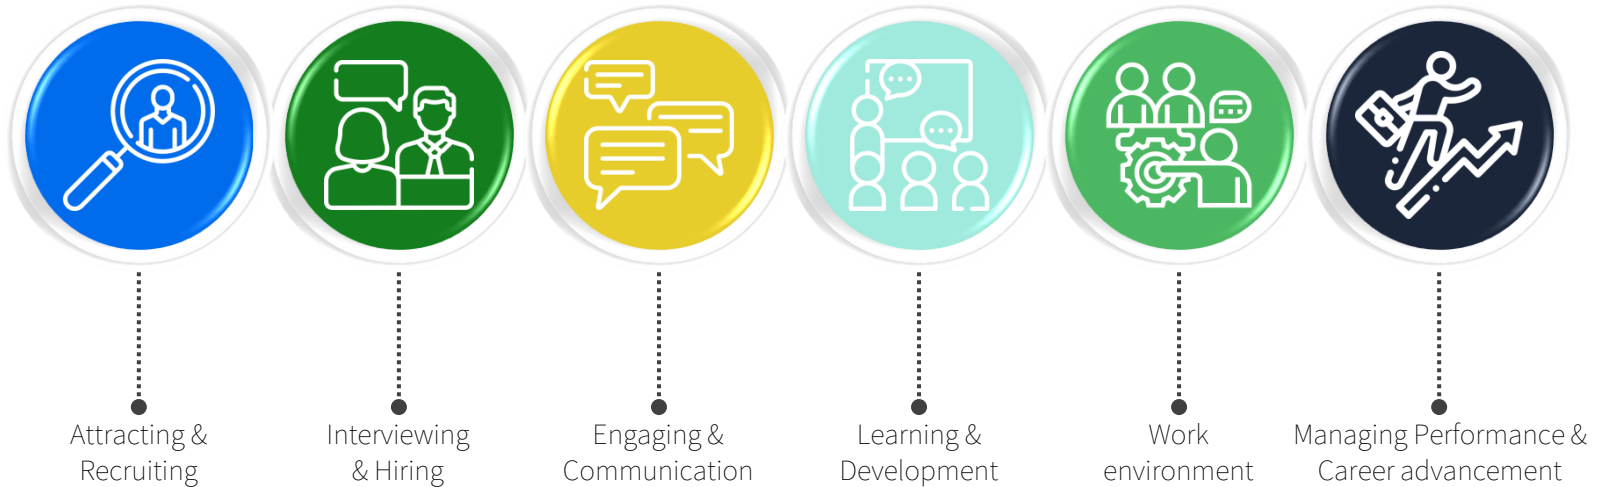 Attracting &
Recruiting
Interviewing
& Hiring
Engaging &
Communication
Learning &
Development
Work
environment
Managing Performance &
Career advancement